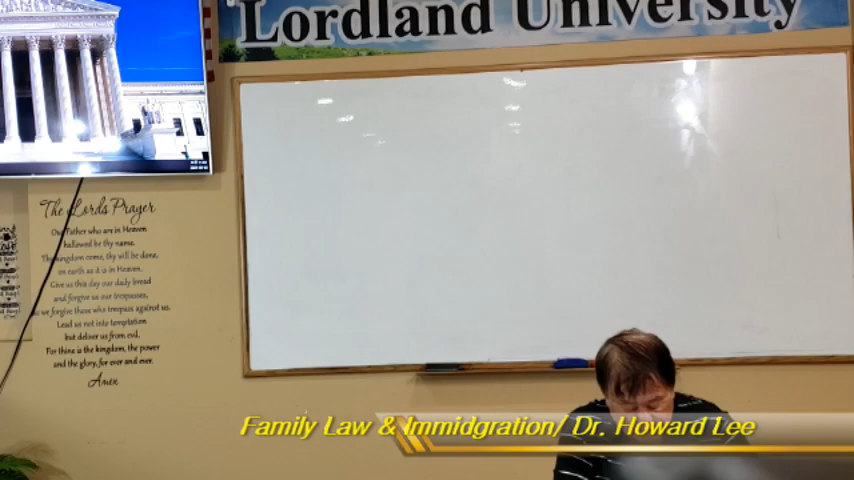 Lordland University
The Lord's Prayer
Our Father who are in Heaven
hallowed be thy name.
Thy kingdom come, thy will be done,
on earth as it is in Heaven.
Give us this day our daily bread
and forgive us our trespasses,
as we forgive those who trespass against us.
Lead us not into temptation
but deliver us from evil.
For thine is the kingdom, the power
and the glory, for ever and ever.
Amen
Family Law & Immidgration/ Dr. Howard Lee